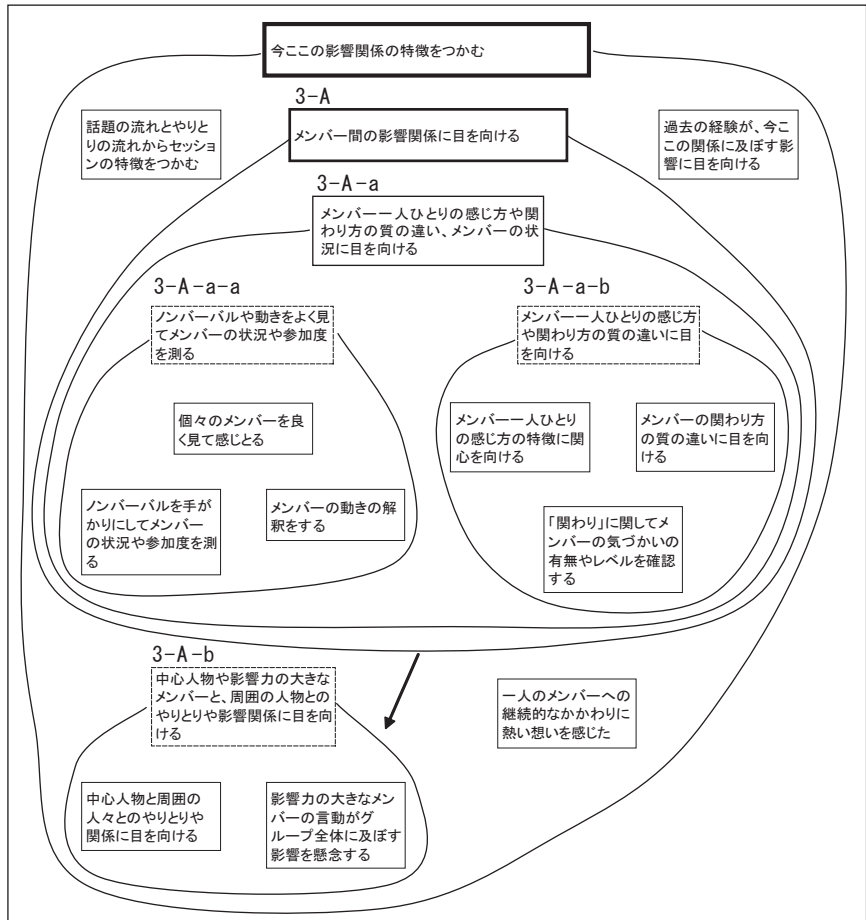 今ここの影響関係の特徴をつかむ
3-A
メンバー間の影響関係に目を向ける
話題の流れとやりと
りの流れからセッショ
ンの特徴をつかむ
過去の経験が、今こ
この関係に及ぼす影
響に目を向ける
3-A-a
メンバー一人ひとりの感じ方や関
わり方の質の違い、メンバーの状
況に目を向ける
3-A-a-a
ノンバーバルや動きをよく見
てメンバーの状況や参加度
を測る
3-A-a-b
メンバー一人ひとりの感じ方
や関わり方の質の違いに目
を向ける
個々のメンバーを良
く見て感じとる
メンバー一人ひとり
の感じ方の特徴に関
心を向ける
メンバーの関わり方
の質の違いに目を向
ける
ノンバーバルを手が
かりにしてメンバー
の状況や参加度を測
る
メンバーの動きの解
釈をする
「関わり」に関してメ
ンバーの気づかいの
有無やレベルを確認
する
3-A-b
中心人物や影響力の大きな
メンバーと、周囲の人物との
やりとりや影響関係に目を向
ける
一人のメンバーへの
継続的なかかわりに
熱い想いを感じた
中心人物と周囲の
人々とのやりとりや
関係に目を向ける
影響力の大きなメン
バーの言動がグ
ループ全体に及ぼす
影響を懸念する